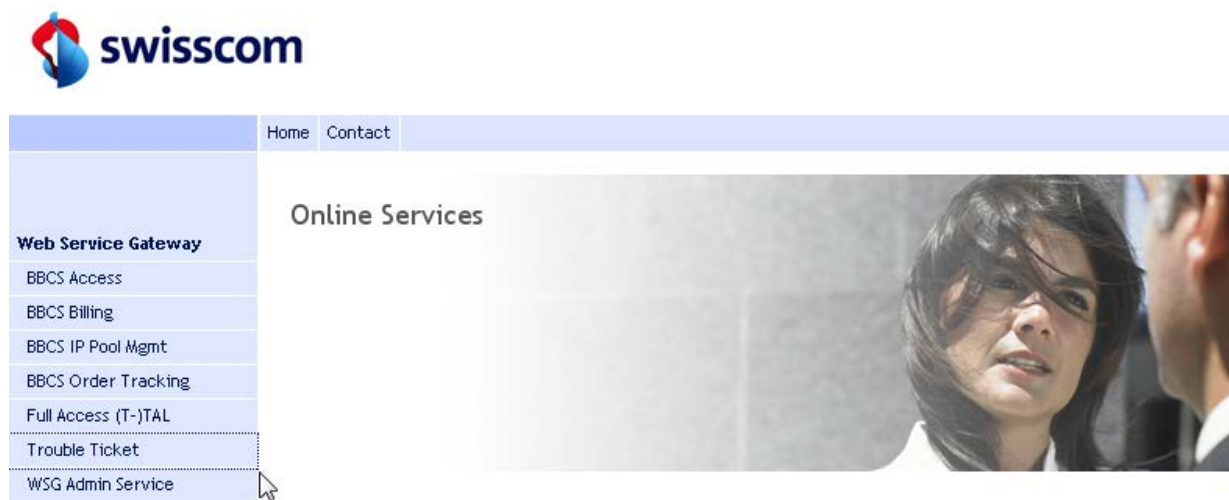 swisscom
Home Contact
Online Services
Web Service Gateway
BBCS Access
BBCS Billing
BBCS IP Pool Mgmt
BBCS Order Tracking
Full Access (T-)TAL
Trouble Ticket
WSG Admin Service